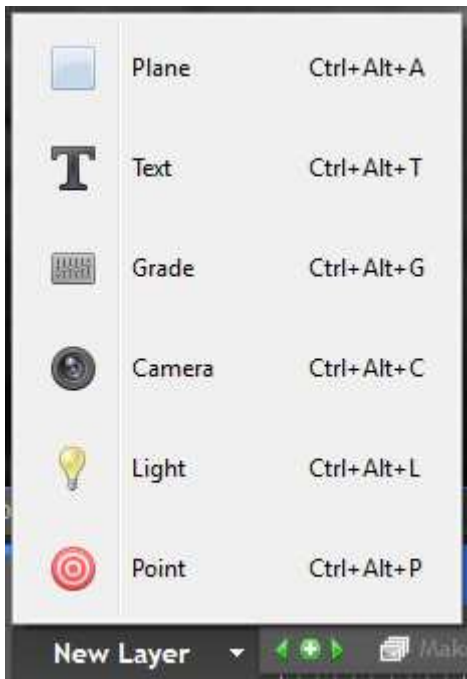 Plane Ctrl+Alt+A
Text Ctrl+Alt+T
Grade Ctrl+Alt+G
Camera Ctrl+Alt+C
Light Ctrl+Alt+L
Point Ctrl+Alt+P
New Layer Mak